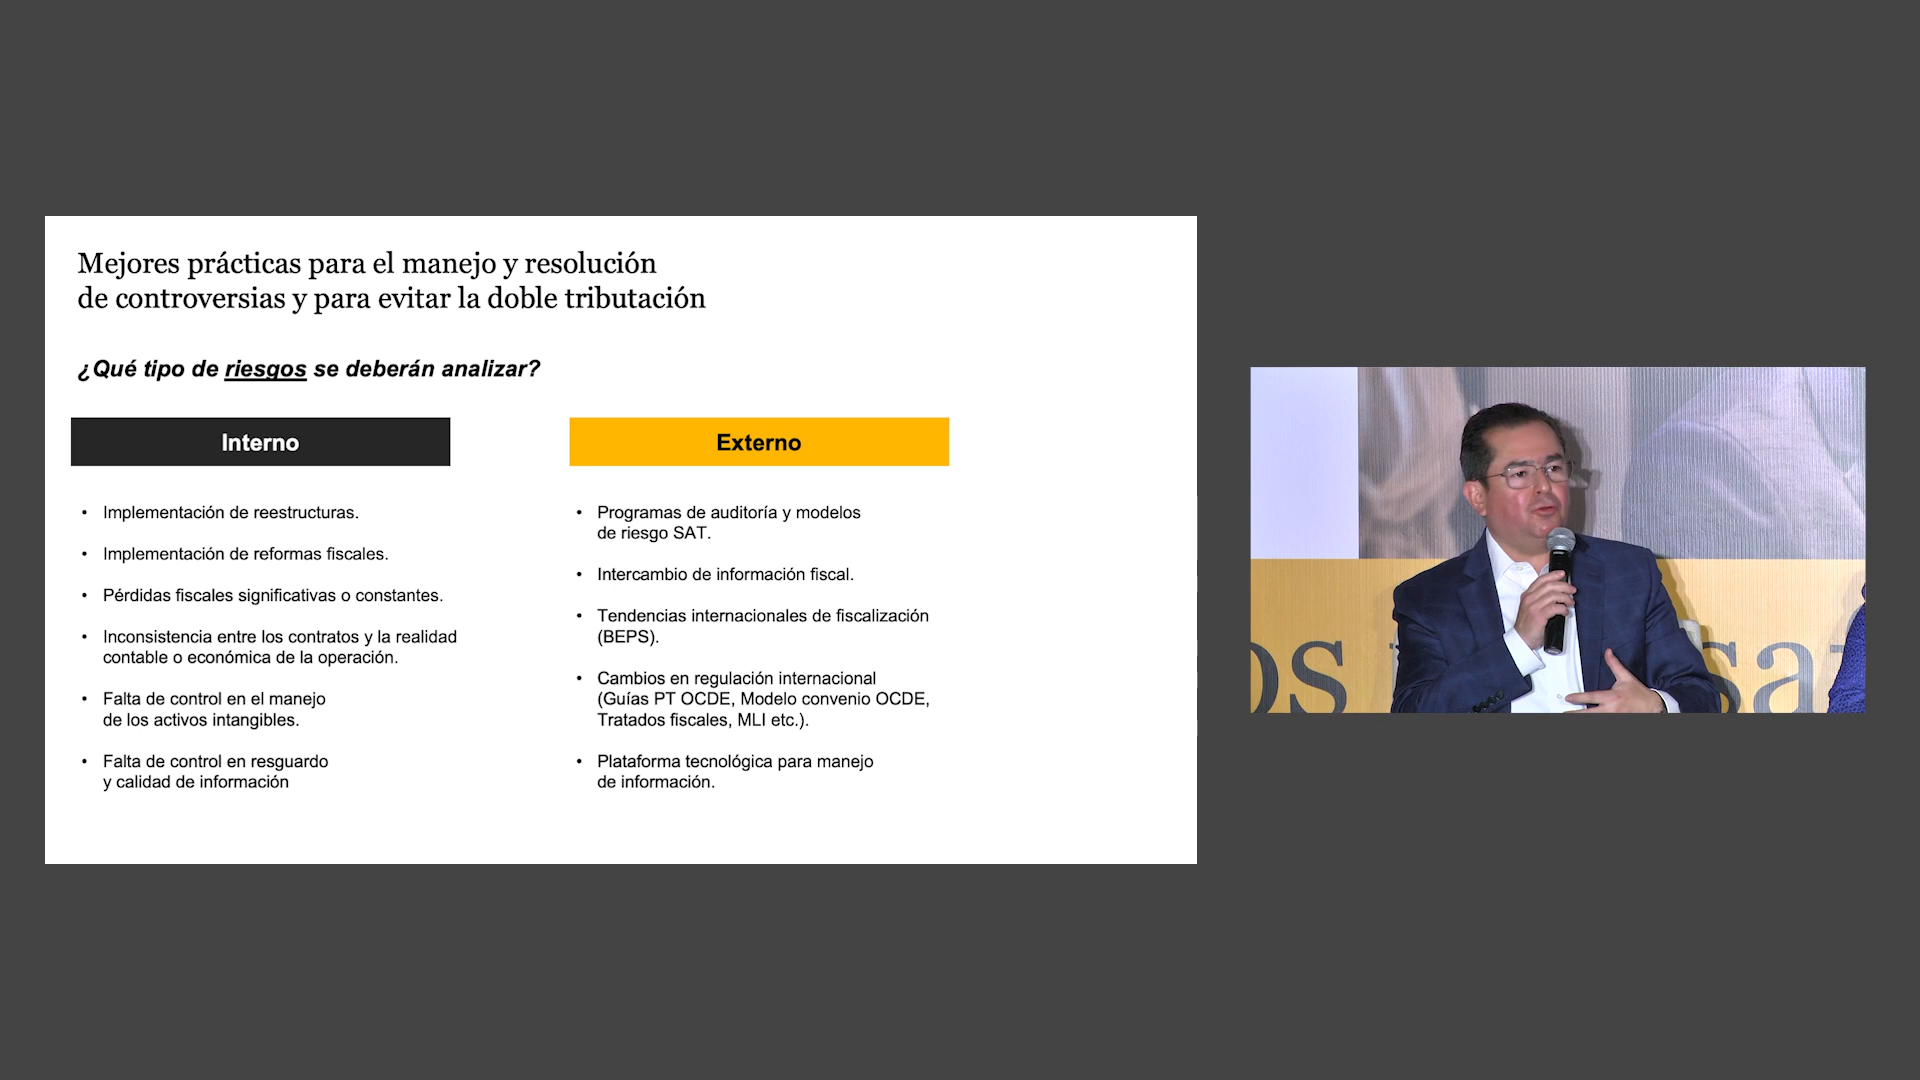 Mejores prácticas para el manejo y resolución
de controversias y para evitar la doble tributación
¿Qué tipo de riesgos se deberán analizar?
Interno
• Implementación de reestructuras.
• Implementación de reformas fiscales.
• Pérdidas fiscales significativas o constantes.
• Inconsistencia entre los contratos y la realidad
contable o económica de la operación.
• Falta de control en el manejo
de los activos intangibles.
• Falta de control en resguardo
y calidad de información
Externo
• Programas de auditoría y modelos
de riesgo SAT.
• Intercambio de información fiscal.
• Tendencias internacionales de fiscalización
(BEPS).
• Cambios en regulación internacional
(Guías PT OCDE, Modelo convenio OCDE,
Tratados fiscales, MLI etc.).
• Plataforma tecnológica para manejo
de información.